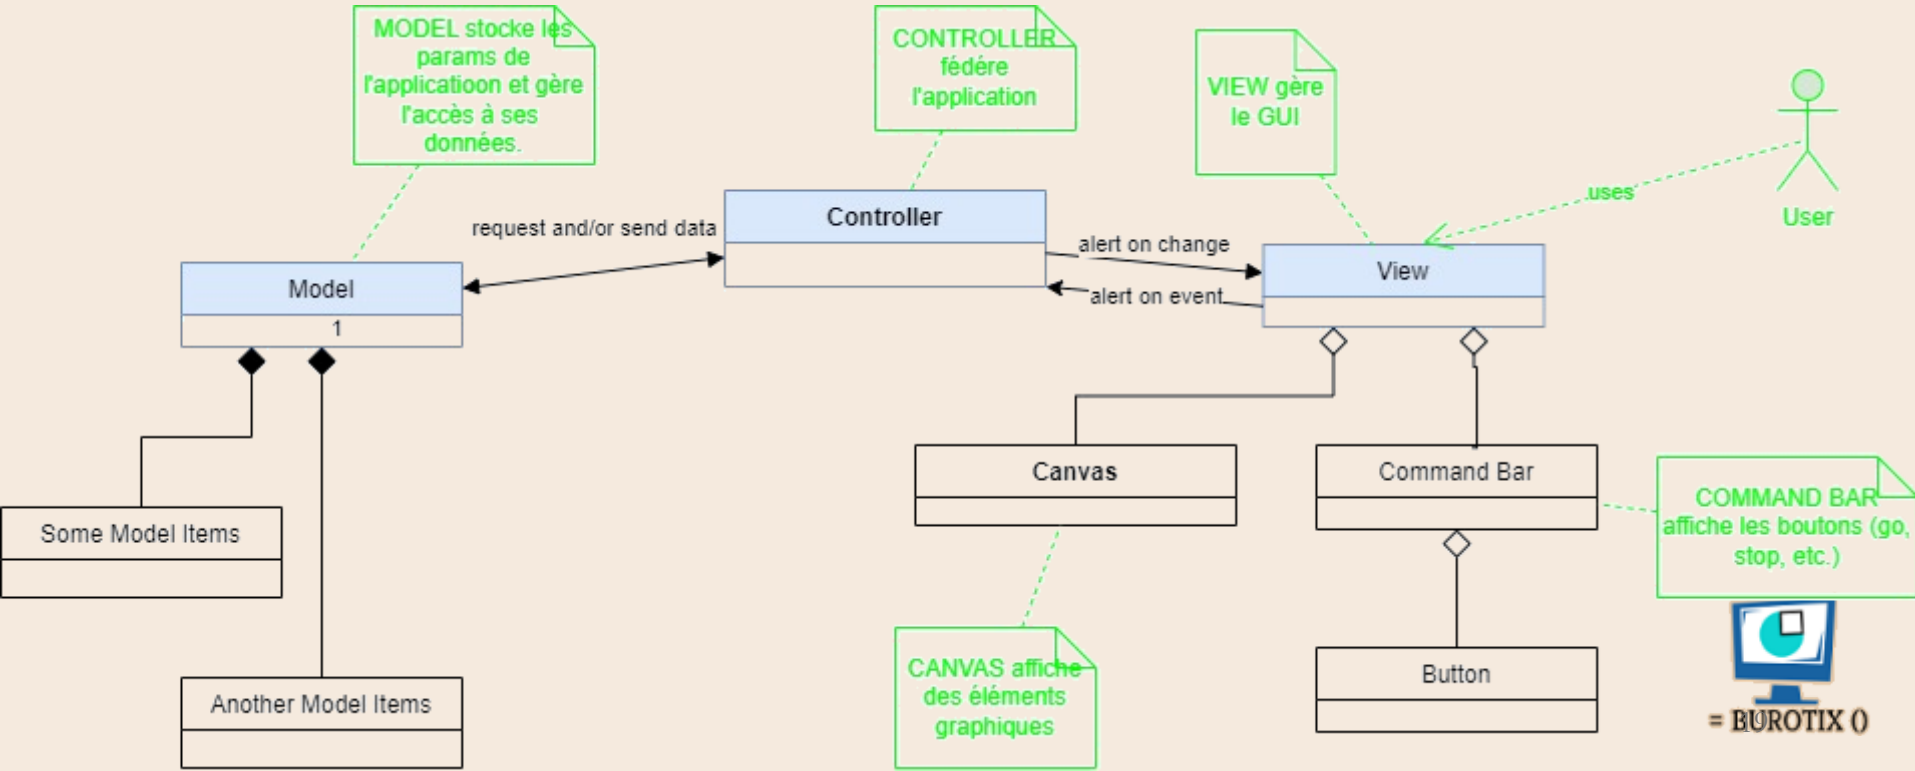 MODEL stocke les
params de
l'applicatioon et gère
l'accès à ses
données.
CONTROLLER
fédére
l'application
VIEW gère
le GUI
uses
User
request and/or send data
Controller
alert on change
alert on event
View
Model
1
Canvas
Command Bar
COMMAND BAR
affiche les boutons (go,
stop, etc.)
Some Model Items
Another Model Items
CANVAS affiche
des éléments
graphiques
Button
= BUROTIX ()